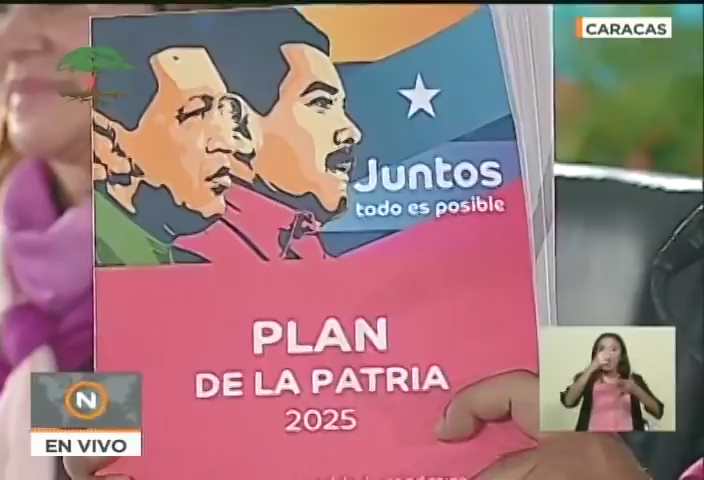 CARACAS
Juntos
todo es posible
PLAN
DE LA PATRIA
2025
N
EN VIVO